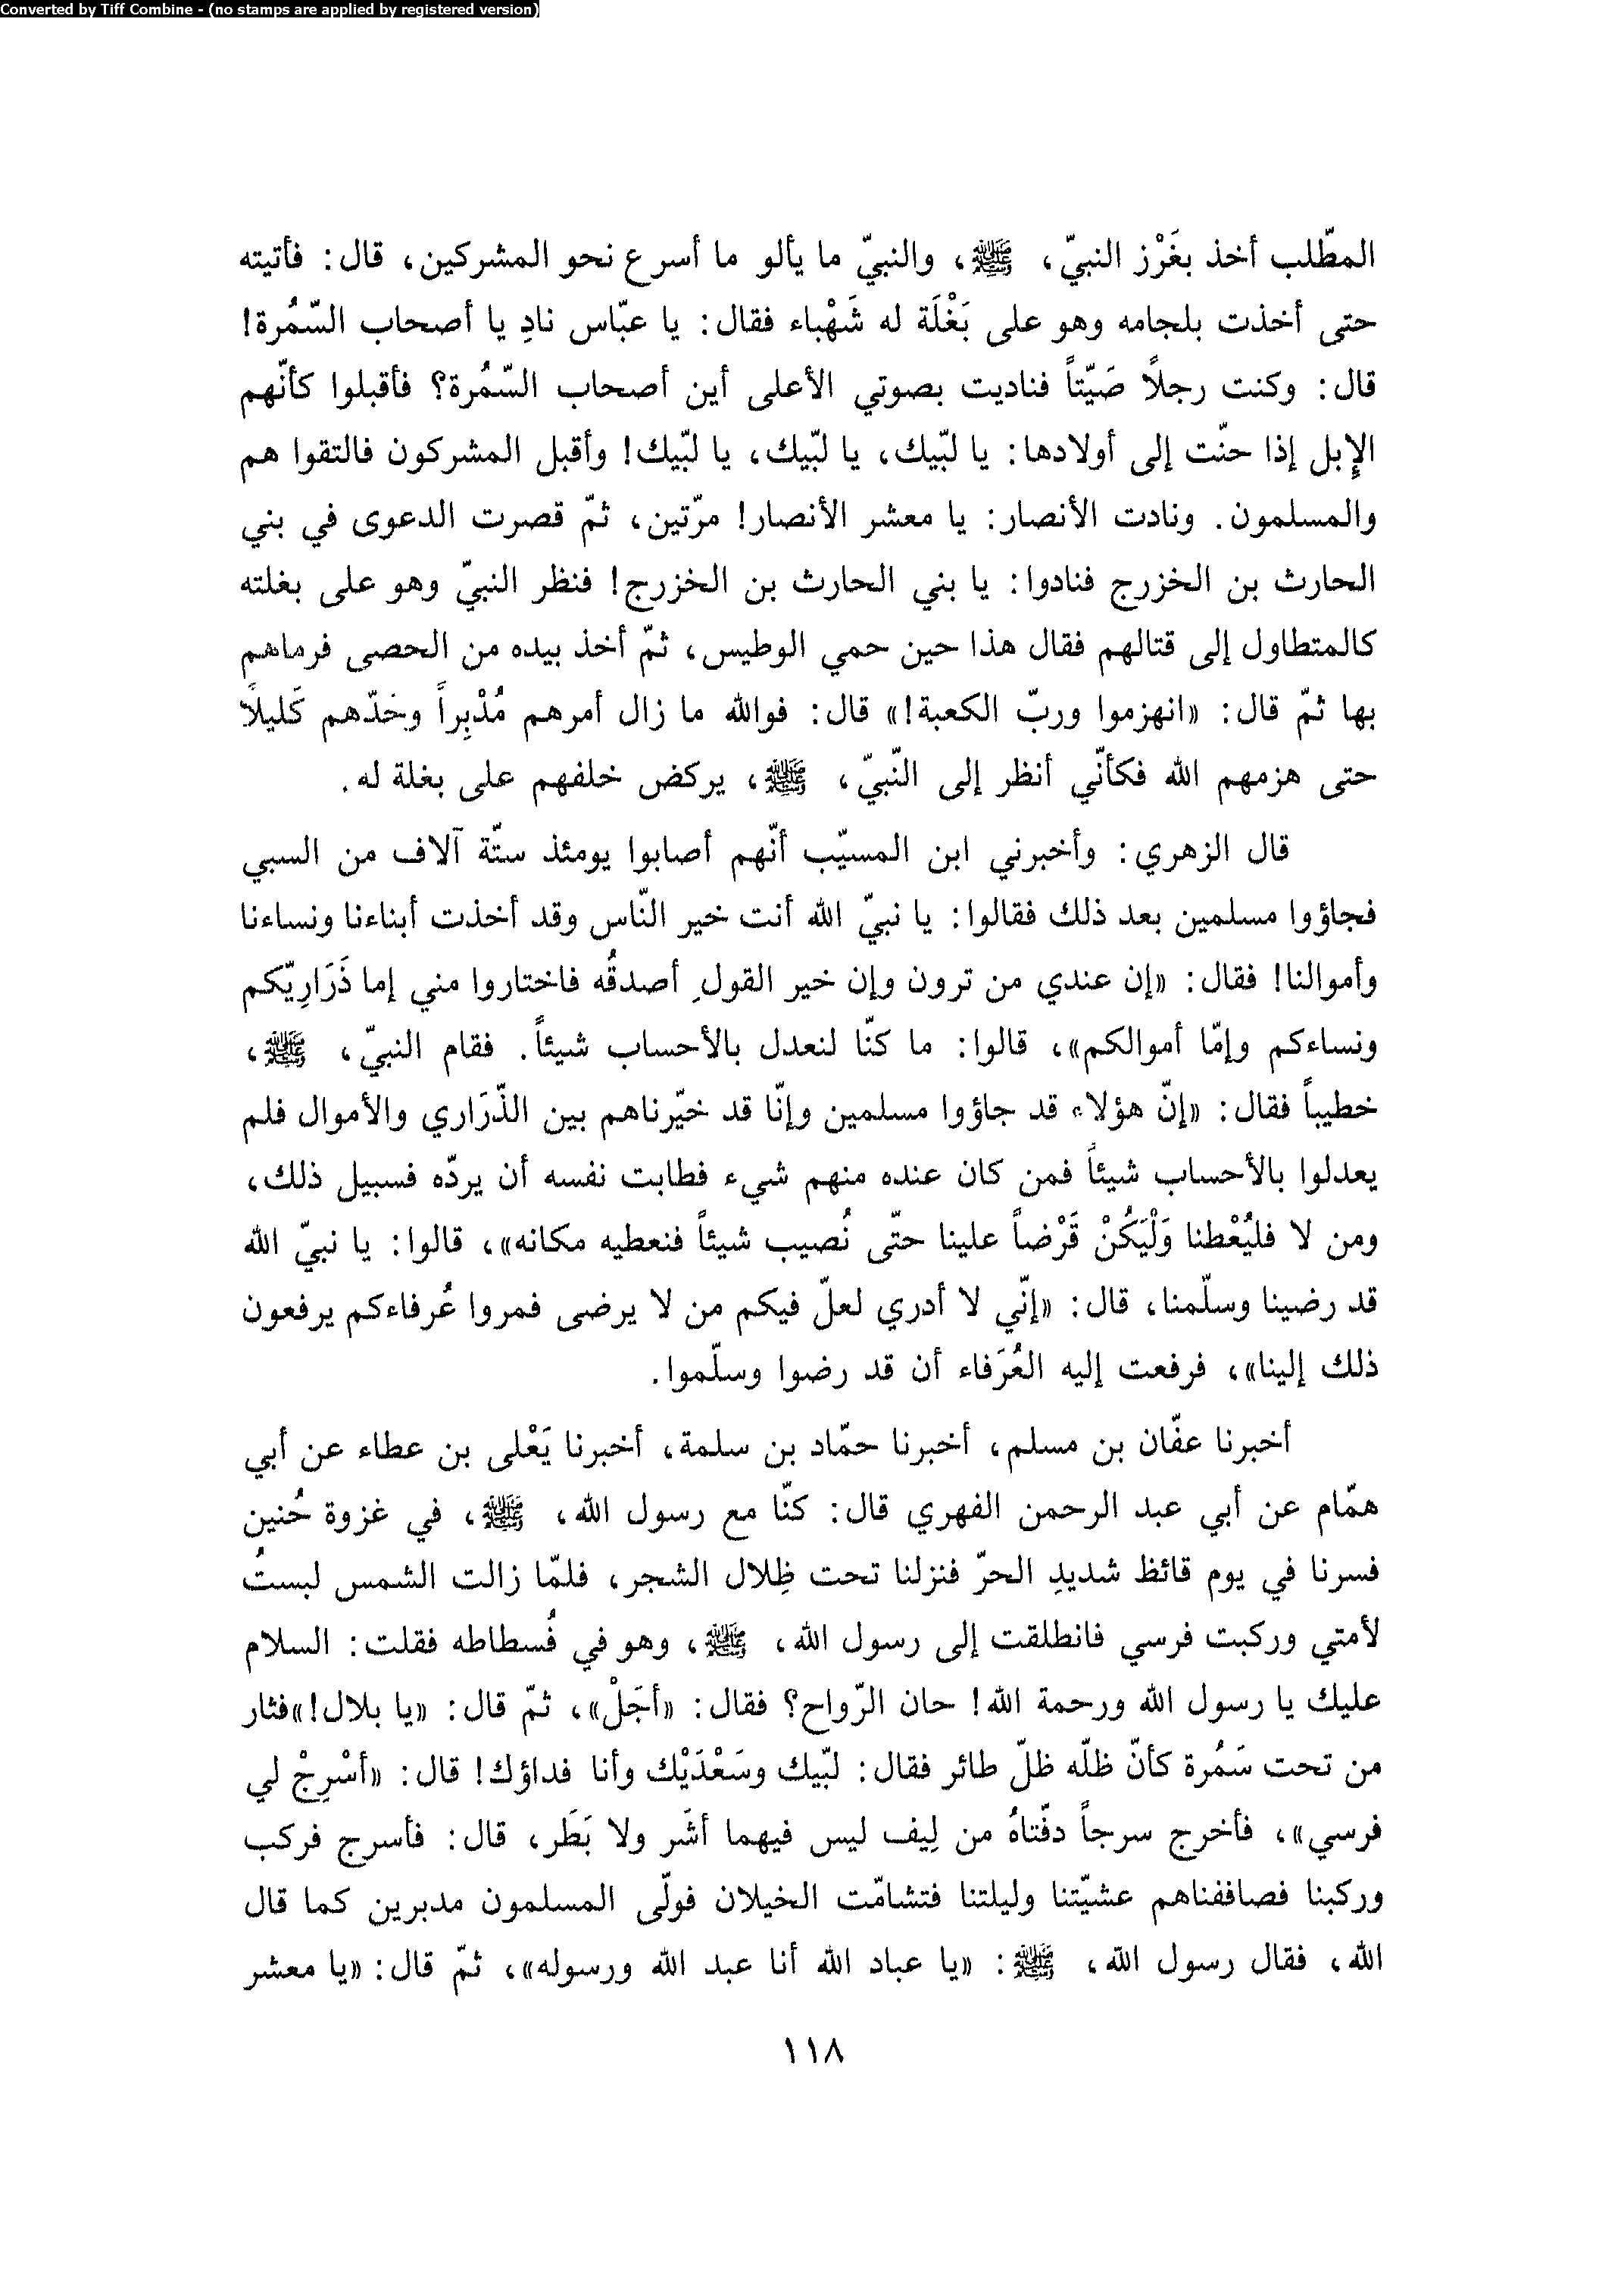 Converted by Tiff Combine - (no stamps are applied by registered version)
المطّلب أخذ بغَرْز النبيّ، ﷺ، والنبيّ ما يألو ما أسرع نحو المشركين، قال: فأتيته
حتى أخذت بلجامه وهو على بَغْلَة له شَهْباء فقال: يا عبّاس نادِ يا أصحاب السّمُرة!
قال: وكنت رجلاً صَيّتاً فناديت بصوتي الأعلى أين أصحاب السّمُرة؟ فأقبلوا كأنّهم
الإبل إذا حنّت إلى أولادها: يا لبّيك، يا لبّيك، يا لبّيك! وأقبل المشركون فالتقوا هم
والمسلمون. ونادت الأنصار: يا معشر الأنصار! مرّتين، ثمّ قصرت الدعوى في بني
الحارث بن الخزرج فنادوا: يا بني الحارث بن الخزرج! فنظر النبيّ وهو على بغلته
كالمتطاول إلى قتالهم فقال هذا حين حمي الوطيس، ثمّ أخذ بيده من الحصى فرماهم
بها ثمّ قال: «انهزموا وربّ الكعبة!» قال: فوالله ما زال أمرهم مُدْبِراً وحَدّهم كَليلاً
حتى هزمهم الله فكأنّي أنظر إلى النّبيّ، ﷺ، يركض خلفهم على بغلة له.
قال الزهري: وأخبرني ابن المسيّب أنّهم أصابوا يومئذ ستّة آلاف من السبي
فجاؤوا مسلمين بعد ذلك فقالوا: يا نبيّ الله أنت خير النّاس وقد أخذت أبناءنا ونساءنا
وأموالنا! فقال: «إن عندي من ترون وإن خير القولِ أصدقُه فاختاروا مني إما ذَرَارِيّكم
ونساءكم وإمّا أموالكم»، قالوا: ما كنّا لنعدل بالأحساب شيئاً. فقام النبيّ، ﷺ،
خطيباً فقال: «إنّ هؤلاء قد جاؤوا مسلمين وإنّا قد خيّرناهم بين الذّرَاري والأموال فلم
يعدلوا بالأحساب شيئاً فمن كان عنده منهم شيء فطابت نفسه أن يردّه فسبيل ذلك،
ومن لا فليُعْطنا وَلْيَكُنْ قَرْضاً علينا حتّى نُصيب شيئاً فنعطيه مكانه»، قالوا: يا نبيّ الله
قد رضينا وسلّمنا، قال: «إنّي لا أدري لعلّ فيكم من لا يرضى فمروا عُرفاءكم يرفعون
ذلك إلينا»، فرفعت إليه العُرَفاء أن قد رضوا وسلّموا.
أخبرنا عفّان بن مسلم، أخبرنا حمّاد بن سلمة، أخبرنا يَعْلى بن عطاء عن أبي
همّام عن أبي عبد الرحمن الفهري قال: كنّا مع رسول الله، ﷺ، في غزوة حُنين
فسرنا في يوم قائظ شديدِ الحرّ فنزلنا تحت ظِلال الشجر، فلمّا زالت الشمس لبستُ
لأمتي وركبت فرسي فانطلقت إلى رسول الله، ﷺ، وهو في فُسطاطه فقلت: السلام
عليك يا رسول الله ورحمة الله! حان الرّواح؟ فقال: «أجَلْ»، ثمّ قال: «يا بلال!»فثار
من تحت سَمُرة كأنّ ظلّه ظلّ طائر فقال: لبّيك وسَعْدَيْك وأنا فداؤك! قال: «أسْرِجْ لي
فرسي»، فأخرج سرجاً دفّتاهُ من لِيف ليس فيهما أشَر ولا بَطَر، قال: فأسرج فركب
وركبنا فصاففناهم عشيّتنا وليلتنا فتشامّت الخيلان فولّى المسلمون مدبرين كما قال
الله، فقال رسول الله، ﷺ: «يا عباد الله أنا عبد الله ورسوله»، ثمّ قال: «يا معشر
١١٨